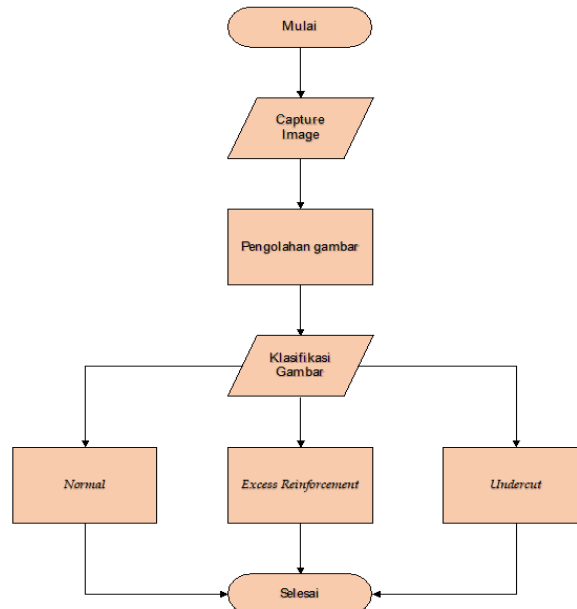 Mulai
Capture
Image
Pengolahan gambar
Klasifikasi
Gambar
Normal
Excess Reinforcement
Undercut
Selesai